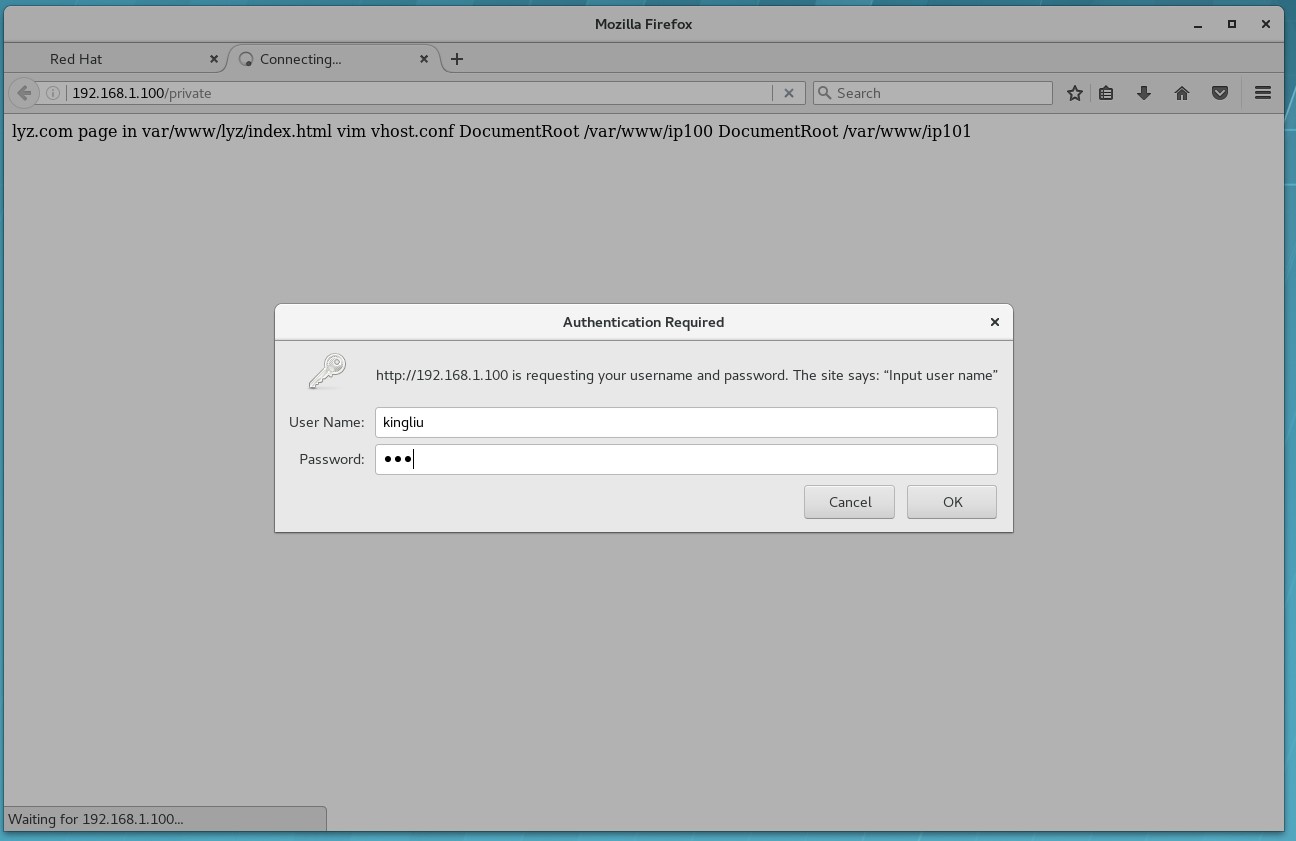 Mozilla Firefox
Red Hat
Connecting...
192.168.1.100/private
Search
lyz.com page in var/www/lyz/index.html vim vhost.conf DocumentRoot /var/www/ip100 DocumentRoot /var/www/ip101
Authentication Required
http://192.168.1.100 is requesting your username and password. The site says: “Input user name”
User Name: kingliu
Password: •••
Cancel OK
Waiting for 192.168.1.100...